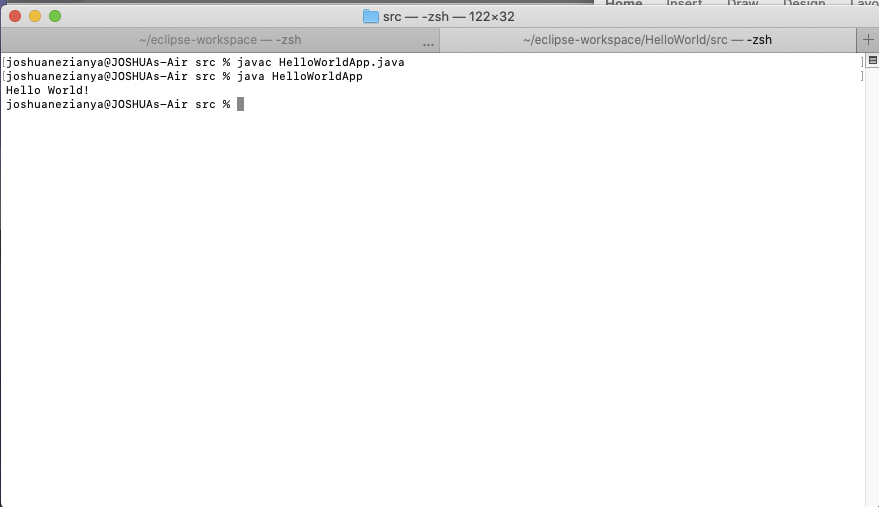 Home Insert Draw Design
src — -zsh — 122×32
~/eclipse-workspace — -zsh ... ~/eclipse-workspace/HelloWorld/src — -zsh +
[joshuanezianya@JOSHUAs-Air src % javac HelloWorldApp.java ]
[joshuanezianya@JOSHUAs-Air src % java HelloWorldApp ]
Hello World!
joshuanezianya@JOSHUAs-Air src %